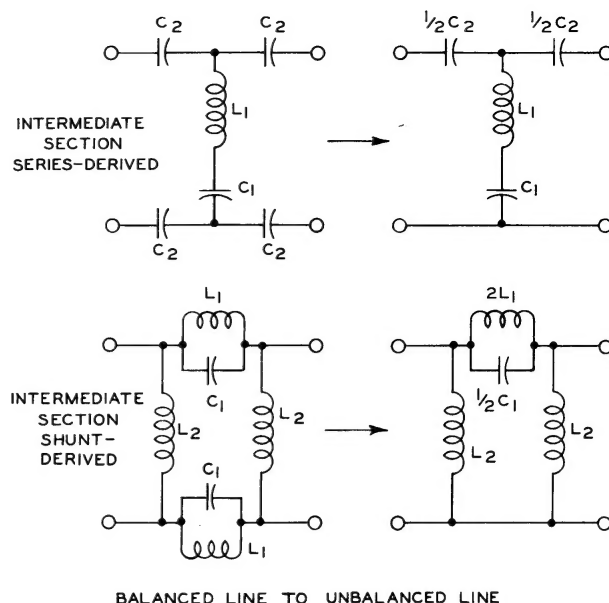 C2 C2 ½C2 ½C2
L1 L1
INTERMEDIATE
SECTION
SERIES-DERIVED
C1 C1
C2 C2
L1 2L1
C1 ½C1
INTERMEDIATE
SECTION
SHUNT-
DERIVED
L2 L2 L2 L2
C1
L1
BALANCED LINE TO UNBALANCED LINE